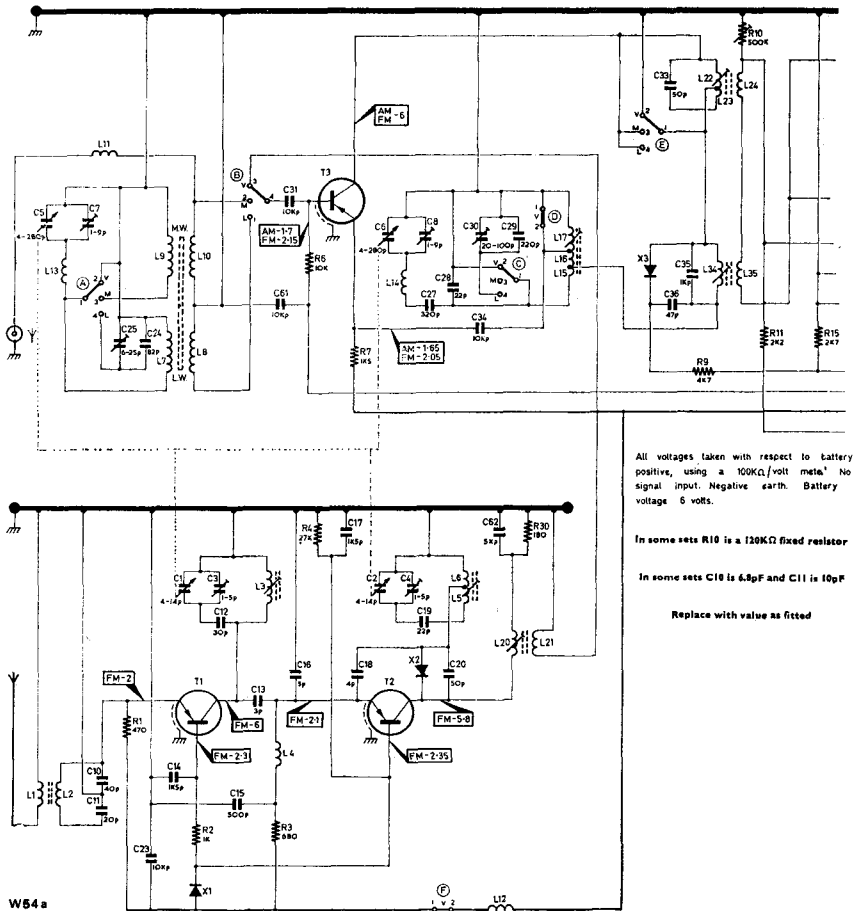 R10
500K
C33
50p
L22
L23
L24
V 2
M 3
L 4
1
E
AM
FM -6
L11
T3
B
V 3
M 2
L 1
4
C31
10Kp
AM-1·7
FM-2·15
R6
10K
C5
4-280p
C7
1-9p
L13
A
1
2 V
3 M
4 L
M.W.
L9
L10
C25
6-25p
C24
82p
L7
L8
L.W.
C61
10Kp
C6
4-280p
C8
1-9p
L14
C27
320p
C28
22p
C30
20-100p
C29
220p
V 2
M 3
L 4
1
C
D
1
V
2
L17
L16
L15
C34
10Kp
R7
1K5
AM-1·65
FM-2·05
X3
C35
1Kp
C36
47p
L34
L35
R9
4K7
R11
2K2
R15
2K7
All voltages taken with respect to battery
positive, using a 100KΩ/volt meter. No
signal input. Negative earth. Battery
voltage 6 volts.
In some sets R10 is a 120KΩ fixed resistor
In some sets C10 is 6.8pF and C11 is 10pF
Replace with value as fitted
C1
4-14p
C3
1-5p
C12
30p
L3
R4
27K
C17
1K5p
C2
4-14p
C4
1-5p
C19
22p
L6
L5
C62
5Kp
R30
180
L20
L21
C16
5p
C18
4p
X2
C20
50p
FM-2
T1
C13
3p
FM-6
FM-2·1
T2
FM-5·8
R1
470
FM-2·3
L4
FM-2·35
L1
L2
C10
40p
C11
20p
C14
1K5p
C15
500p
R2
1K
R3
680
C23
10Kp
X1
F
1 V 2
L12
W54a